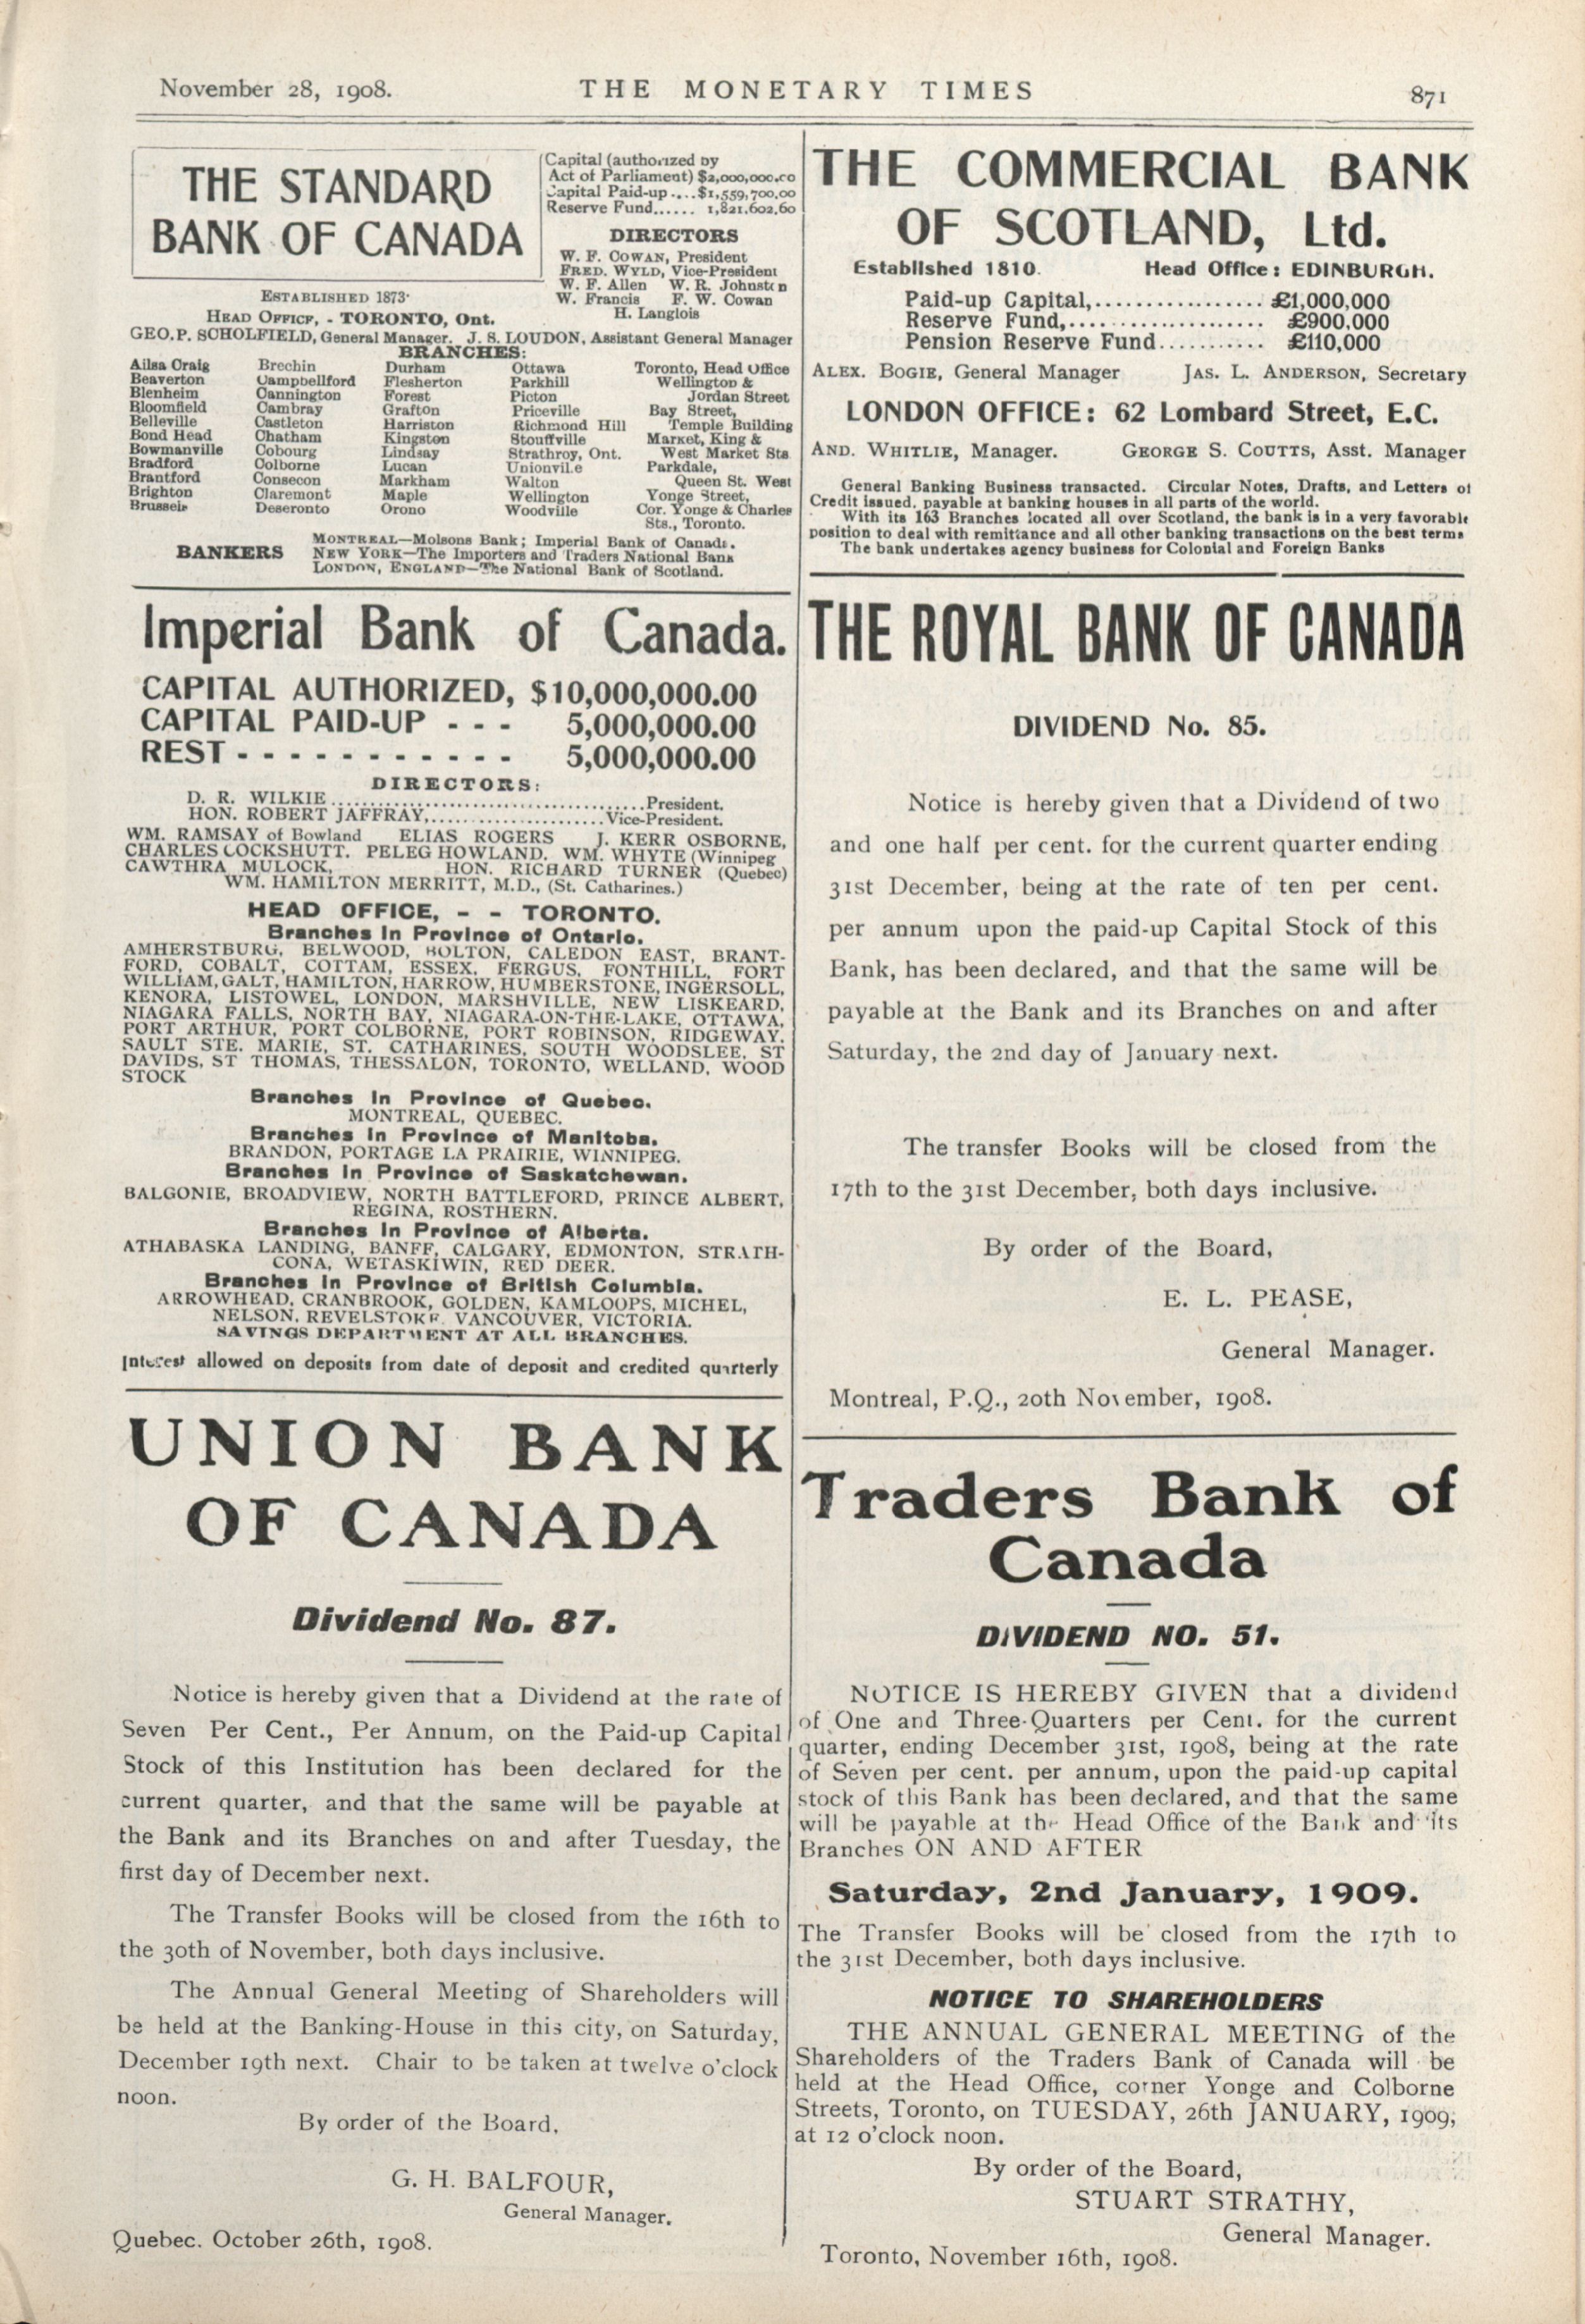 November 28, 1908.
THE MONETARY TIMES
871
THE STANDARD
BANK OF CANADA
Capital (authorized by
Act of Parliament) $2,000,000.00
Capital Paid-up .... $1,559,700,00
Reserve Fund...... 1,821,602,60
DIRECTORS
W. F. COWAN, President
FRED. WYLD, Vice-President
W. F. Allen W. R. Johnston
W. Francis F. W. Cowan
H. Langlois
ESTABLISHED 1873.
HEAD OFFICE, - TORONTO, Ont.
GEO. P. SCHOLFIELD, General Manager. J. S. LOUDON, Assistant General Manager
BRANCHES:
Ailsa Craig Brechin Durham Ottawa Toronto, Head Office
Beaverton Campbellford Flesherton Parkhill Wellington &
Blenheim Cannington Forest Picton Jordan Street
Bloomfield Cambray Grafton Priceville Bay Street,
Belleville Castleton Harriston Richmond Hill Temple Building
Bond Head Chatham Kingston Stouffville Market, King &
Bowmanville Cobourg Lindsay Strathroy, Ont. West Market Sts
Bradford Colborne Lucan Unionville Parkdale,
Brantford Consecon Markham Walton Queen St. West
Brighton Claremont Maple Wellington Yonge Street,
Brussels Deseronto Orono Woodville Cor. Yonge & Charles
Sts., Toronto.
BANKERS
MONTREAL—Molsons Bank; Imperial Bank of Canada.
NEW YORK—The Importers and Traders National Bank
LONDON, ENGLAND—The National Bank of Scotland.
Imperial Bank of Canada.
CAPITAL AUTHORIZED, $10,000,000.00
CAPITAL PAID-UP - - - 5,000,000.00
REST - - - - - - - - - - - 5,000,000.00
DIRECTORS:
D. R. WILKIE ........................................ President.
HON. ROBERT JAFFRAY,......................... Vice-President.
WM. RAMSAY of Bowland ELIAS ROGERS J. KERR OSBORNE,
CHARLES COCKSHUTT. PELEG HOWLAND. WM. WHYTE (Winnipeg
CAWTHRA MULOCK, HON. RICHARD TURNER (Quebec)
WM. HAMILTON MERRITT, M.D., (St. Catharines.)
HEAD OFFICE, - - TORONTO.
Branches in Province of Ontario.
AMHERSTBURG, BELWOOD, BOLTON, CALEDON EAST, BRANT-
FORD, COBALT, COTTAM, ESSEX, FERGUS, FONTHILL, FORT
WILLIAM, GALT, HAMILTON, HARROW, HUMBERSTONE, INGERSOLL,
KENORA, LISTOWEL, LONDON, MARSHVILLE, NEW LISKEARD,
NIAGARA FALLS, NORTH BAY, NIAGARA-ON-THE-LAKE, OTTAWA,
PORT ARTHUR, PORT COLBORNE, PORT ROBINSON, RIDGEWAY.
SAULT STE. MARIE, ST. CATHARINES, SOUTH WOODSLEE, ST
DAVIDS, ST THOMAS, THESSALON, TORONTO, WELLAND, WOOD
STOCK
Branches in Province of Quebec.
MONTREAL, QUEBEC.
Branches in Province of Manitoba.
BRANDON, PORTAGE LA PRAIRIE, WINNIPEG.
Branches in Province of Saskatchewan.
BALGONIE, BROADVIEW, NORTH BATTLEFORD, PRINCE ALBERT,
REGINA, ROSTHERN.
Branches in Province of Alberta.
ATHABASKA LANDING, BANFF, CALGARY, EDMONTON, STRATH-
CONA, WETASKIWIN, RED DEER.
Branches in Province of British Columbia.
ARROWHEAD, CRANBROOK, GOLDEN, KAMLOOPS, MICHEL,
NELSON, REVELSTOKE, VANCOUVER, VICTORIA.
SAVINGS DEPARTMENT AT ALL BRANCHES.
Interest allowed on deposits from date of deposit and credited quarterly
UNION BANK
OF CANADA
Dividend No. 87.
Notice is hereby given that a Dividend at the rate of
Seven Per Cent., Per Annum, on the Paid-up Capital
Stock of this Institution has been declared for the
current quarter, and that the same will be payable at
the Bank and its Branches on and after Tuesday, the
first day of December next.
The Transfer Books will be closed from the 16th to
the 30th of November, both days inclusive.
The Annual General Meeting of Shareholders will
be held at the Banking-House in this city, on Saturday,
December 19th next. Chair to be taken at twelve o'clock
noon.
By order of the Board,
G. H. BALFOUR,
General Manager.
Quebec. October 26th, 1908.
THE COMMERCIAL BANK
OF SCOTLAND, Ltd.
Established 1810. Head Office: EDINBURGH.
Paid-up Capital,................. £1,000,000
Reserve Fund,.................... £900,000
Pension Reserve Fund........... £110,000
ALEX. BOGIE, General Manager JAS. L. ANDERSON, Secretary
LONDON OFFICE: 62 Lombard Street, E.C.
AND. WHITLIE, Manager. GEORGE S. COUTTS, Asst. Manager
General Banking Business transacted. Circular Notes, Drafts, and Letters of
Credit issued, payable at banking houses in all parts of the world.
With its 163 Branches located all over Scotland, the bank is in a very favorable
position to deal with remittance and all other banking transactions on the best terms
The bank undertakes agency business for Colonial and Foreign Banks
THE ROYAL BANK OF CANADA
DIVIDEND No. 85.
Notice is hereby given that a Dividend of two
and one half per cent. for the current quarter ending
31st December, being at the rate of ten per cent.
per annum upon the paid-up Capital Stock of this
Bank, has been declared, and that the same will be
payable at the Bank and its Branches on and after
Saturday, the 2nd day of January next.
The transfer Books will be closed from the
17th to the 31st December, both days inclusive.
By order of the Board,
E. L. PEASE,
General Manager.
Montreal, P.Q., 20th November, 1908.
Traders Bank of
Canada
DIVIDEND NO. 51.
NOTICE IS HEREBY GIVEN that a dividend
of One and Three-Quarters per Cent. for the current
quarter, ending December 31st, 1908, being at the rate
of Seven per cent. per annum, upon the paid-up capital
stock of this Bank has been declared, and that the same
will be payable at the Head Office of the Bank and its
Branches ON AND AFTER
Saturday, 2nd January, 1909.
The Transfer Books will be closed from the 17th to
the 31st December, both days inclusive.
NOTICE TO SHAREHOLDERS
THE ANNUAL GENERAL MEETING of the
Shareholders of the Traders Bank of Canada will be
held at the Head Office, corner Yonge and Colborne
Streets, Toronto, on TUESDAY, 26th JANUARY, 1909,
at 12 o'clock noon.
By order of the Board,
STUART STRATHY,
General Manager.
Toronto, November 16th, 1908.